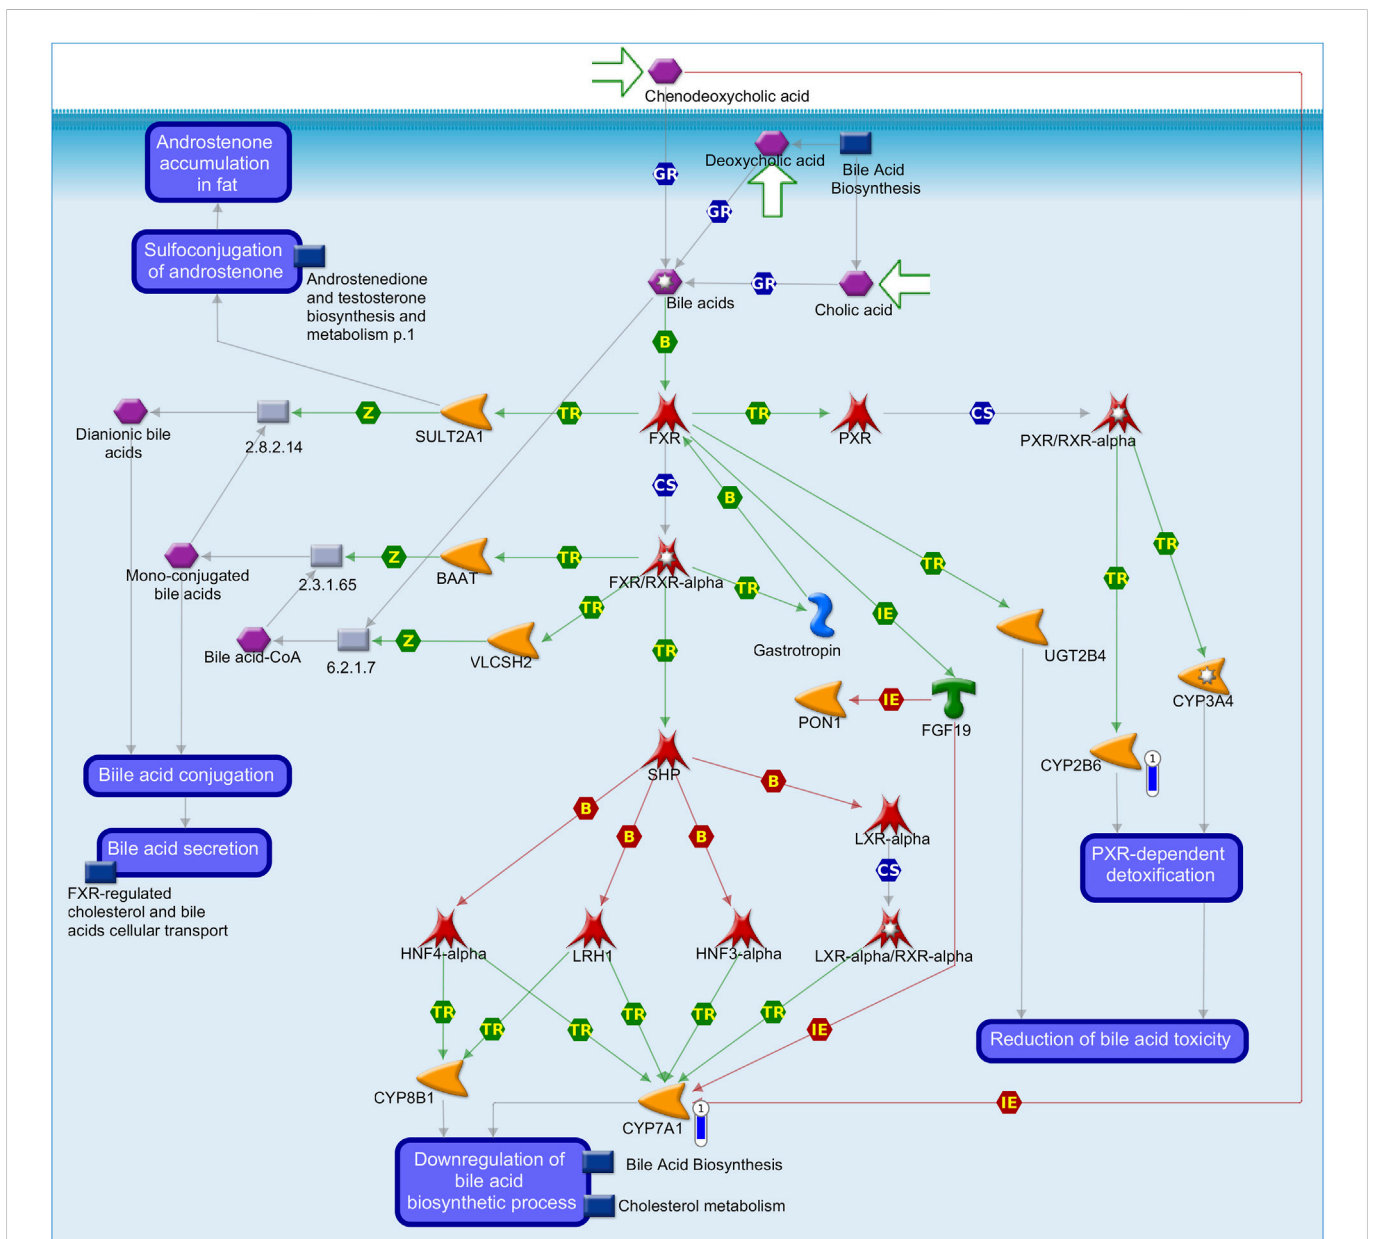 Chenodeoxycholic acid
Androstenone
accumulation
in fat
Deoxycholic acid
Bile Acid
Biosynthesis
GR
GR
Sulfoconjugation
of androstenone
Androstenedione
and testosterone
biosynthesis and
metabolism p.1
Bile acids
GR
Cholic acid
B
Dianionic bile
acids
2.8.2.14
Z
SULT2A1
TR
FXR
TR
PXR
CS
PXR/RXR-alpha
CS
B
TR
TR
TR
Mono-conjugated
bile acids
2.3.1.65
Z
BAAT
TR
FXR/RXR-alpha
TR
TR
IE
Bile acid-CoA
6.2.1.7
Z
VLCSH2
TR
Gastrotropin
UGT2B4
CYP3A4
PON1
IE
FGF19
SHP
CYP2B6
1
Biile acid conjugation
B
B
B
B
LXR-alpha
Bile acid secretion
FXR-regulated
cholesterol and bile
acids cellular transport
CS
PXR-dependent
detoxification
HNF4-alpha
LRH1
HNF3-alpha
LXR-alpha/RXR-alpha
TR
TR
TR
TR
TR
TR
IE
Reduction of bile acid toxicity
CYP8B1
CYP7A1
1
IE
Downregulation of
bile acid
biosynthetic process
Bile Acid Biosynthesis
Cholesterol metabolism